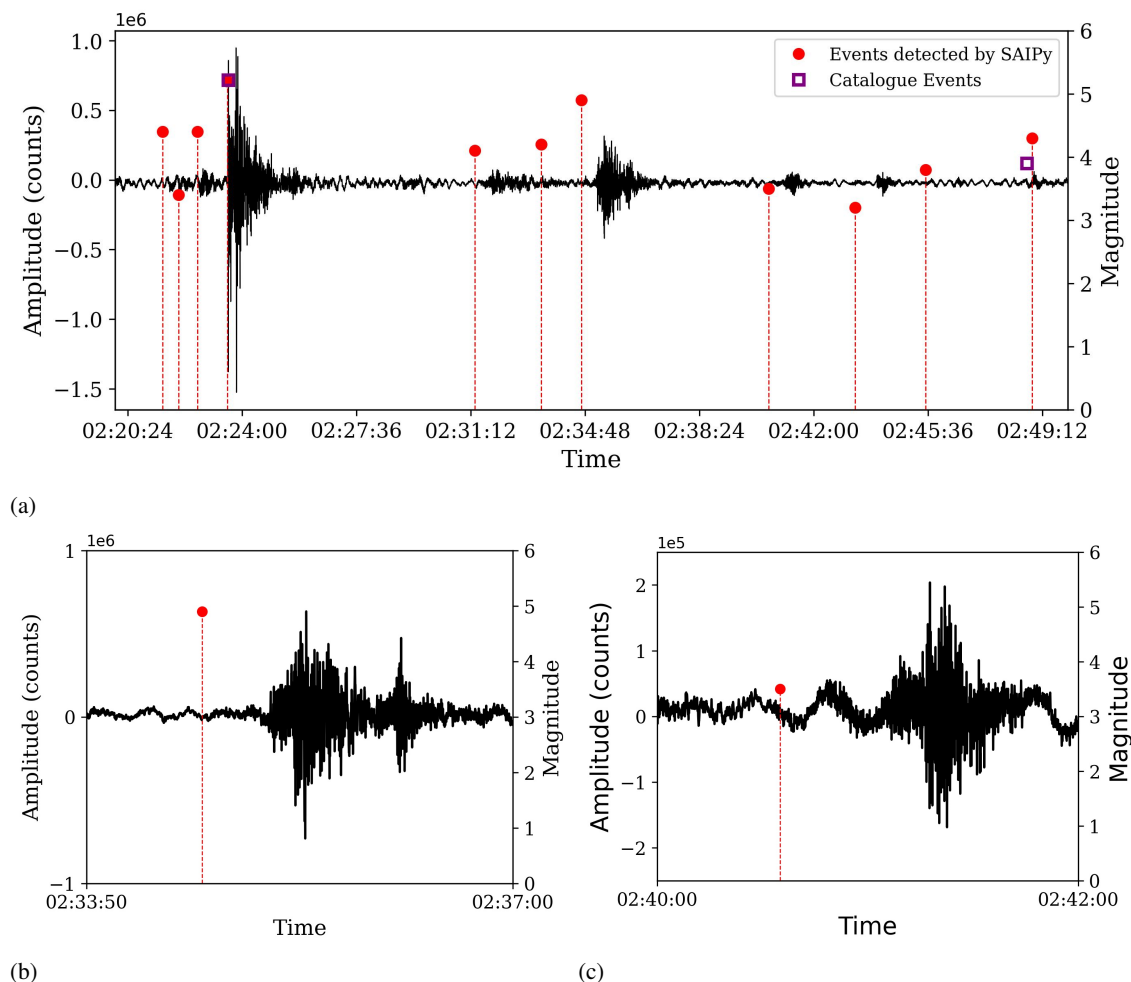 1e6
1.0
0.5
0.0
−0.5
−1.0
−1.5
Amplitude (counts)
Events detected by SAIPy
Catalogue Events
6
5
4
3
2
1
0
Magnitude
02:20:24 02:24:00 02:27:36 02:31:12 02:34:48 02:38:24 02:42:00 02:45:36 02:49:12
Time
(a)
1e6
1
0
−1
Amplitude (counts)
6
5
4
3
2
1
0
Magnitude
02:33:50 02:37:00
Time
(b)
1e5
2
1
0
−1
−2
Amplitude (counts)
6
5
4
3
2
1
0
Magnitude
02:40:00 02:42:00
Time
(c)